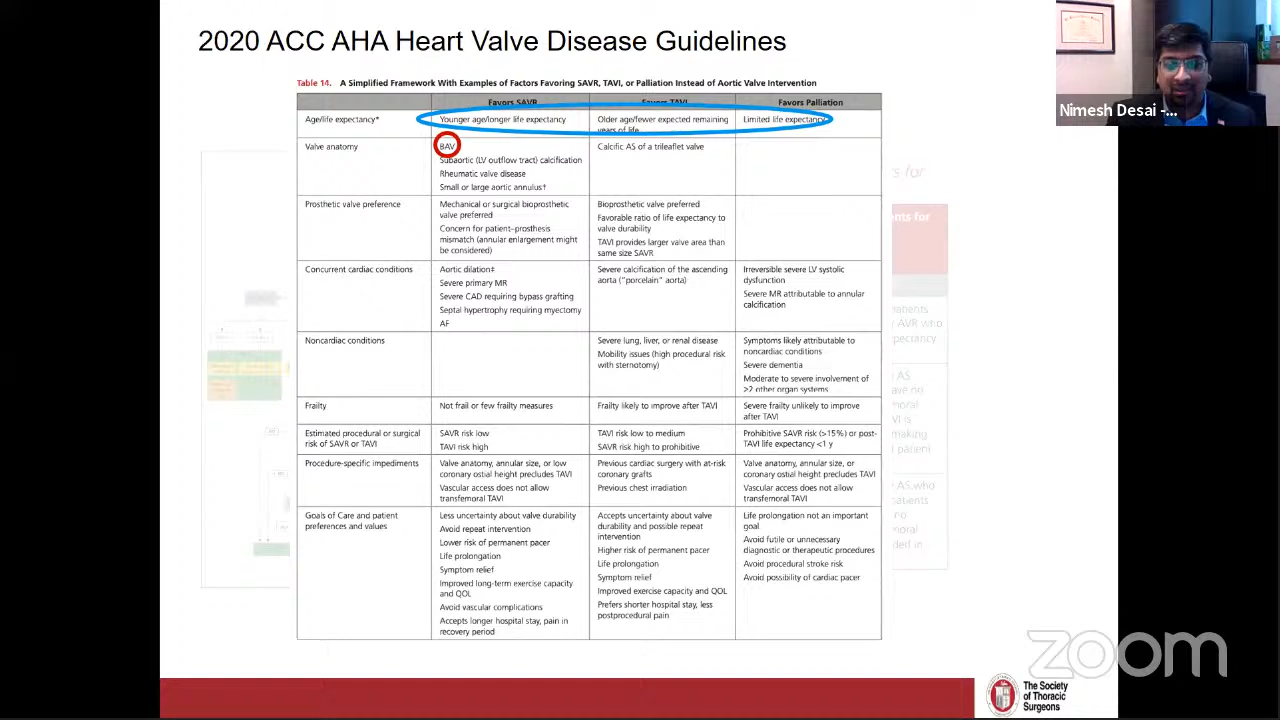 2020 ACC AHA Heart Valve Disease Guidelines
Nimesh Desai -...
Table 14. A Simplified Framework With Examples of Factors Favoring SAVR, TAVI, or Palliation Instead of Aortic Valve Intervention
Favors SAVR Favors TAVI Favors Palliation
Age/life expectancy* Younger age/longer life expectancy Older age/fewer expected remaining Limited life expectancy
years of life
Valve anatomy BAV Calcific AS of a trileaflet valve
Subaortic (LV outflow tract) calcification
Rheumatic valve disease
Small or large aortic annulus†
Prosthetic valve preference Mechanical or surgical bioprosthetic Bioprosthetic valve preferred
valve preferred Favorable ratio of life expectancy to
Concern for patient–prosthesis valve durability
mismatch (annular enlargement might TAVI provides larger valve area than
be considered) same size SAVR
Concurrent cardiac conditions Aortic dilation‡ Severe calcification of the ascending Irreversible severe LV systolic
Severe primary MR aorta (“porcelain” aorta) dysfunction
Severe CAD requiring bypass grafting Severe MR attributable to annular
Septal hypertrophy requiring myectomy calcification
AF
Noncardiac conditions Severe lung, liver, or renal disease Symptoms likely attributable to
Mobility issues (high procedural risk noncardiac conditions
with sternotomy) Severe dementia
Moderate to severe involvement of
>2 other organ systems
Frailty Not frail or few frailty measures Frailty likely to improve after TAVI Severe frailty unlikely to improve
after TAVI
Estimated procedural or surgical SAVR risk low TAVI risk low to medium Prohibitive SAVR risk (>15%) or post-
risk of SAVR or TAVI TAVI risk high SAVR risk high to prohibitive TAVI life expectancy <1 y
Procedure-specific impediments Valve anatomy, annular size, or low Previous cardiac surgery with at-risk Valve anatomy, annular size, or
coronary ostial height precludes TAVI coronary grafts coronary ostial height precludes TAVI
Vascular access does not allow Previous chest irradiation Vascular access does not allow
transfemoral TAVI transfemoral TAVI
Goals of Care and patient Less uncertainty about valve durability Accepts uncertainty about valve Life prolongation not an important
preferences and values Avoid repeat intervention durability and possible repeat goal
Lower risk of permanent pacer intervention Avoid futile or unnecessary
Life prolongation Higher risk of permanent pacer diagnostic or therapeutic procedures
Symptom relief Life prolongation Avoid procedural stroke risk
Improved long-term exercise capacity Symptom relief Avoid possibility of cardiac pacer
and QOL Improved exercise capacity and QOL
Avoid vascular complications Prefers shorter hospital stay, less
Accepts longer hospital stay, pain in postprocedural pain
recovery period
zoom
The Society
of Thoracic
Surgeons